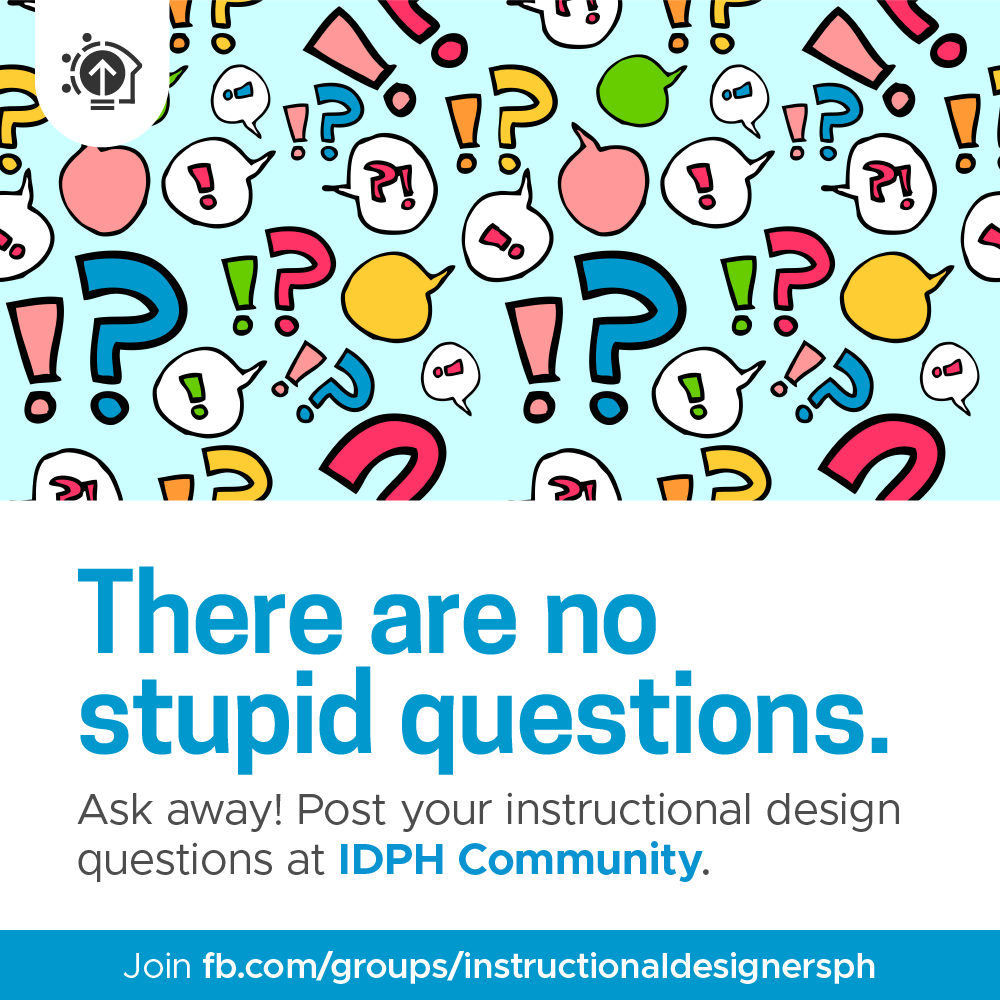 There are no
stupid questions.
Ask away! Post your instructional design
questions at IDPH Community.
Join fb.com/groups/instructionaldesignersph